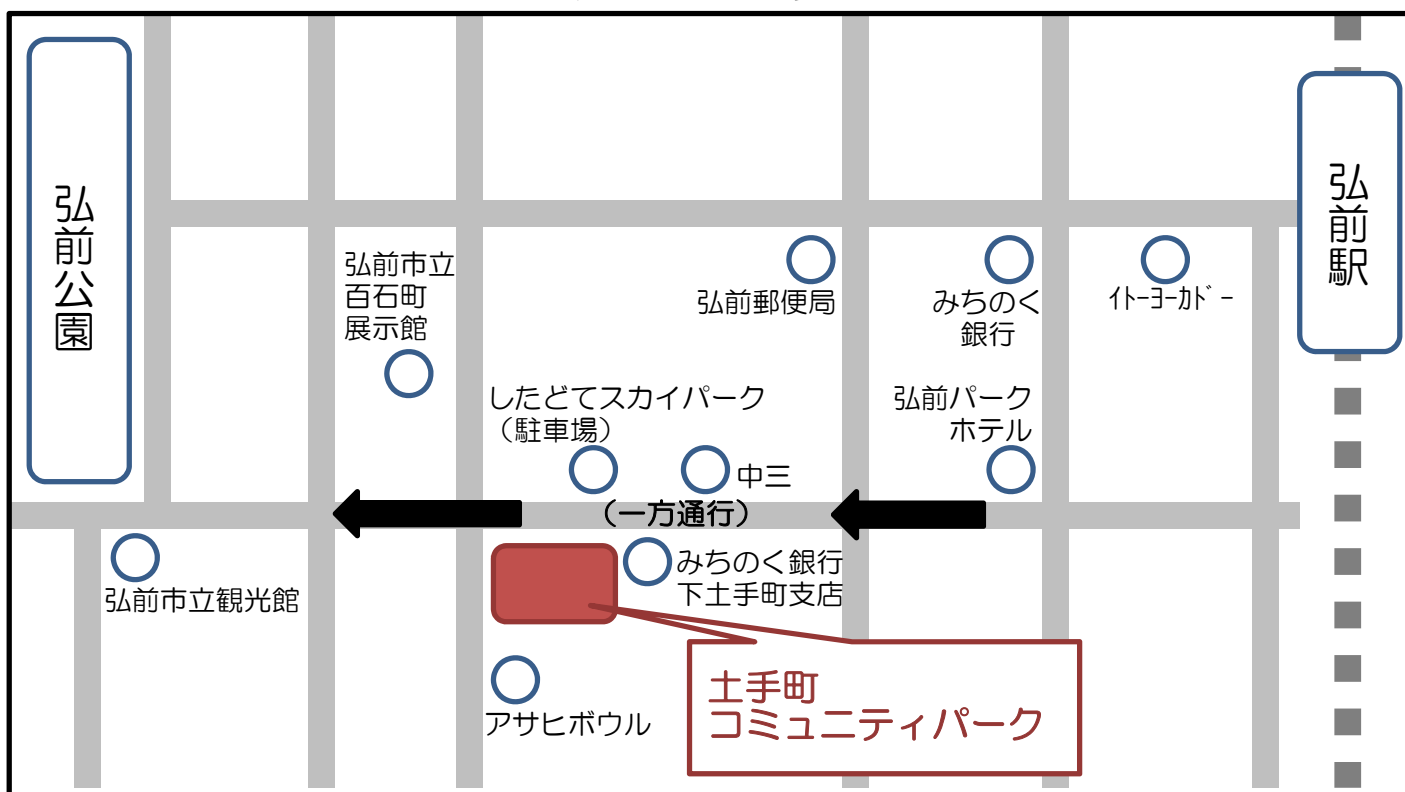 弘前公園
弘前駅
弘前市立
百石町
展示館
弘前郵便局
みちのく
銀行
ｲﾄｰﾖｰｶﾄﾞｰ
したどてスカイパーク
（駐車場）
中三
弘前パーク
ホテル
（一方通行）
弘前市立観光館
みちのく銀行
下土手町支店
アサヒボウル
土手町
コミュニティパーク